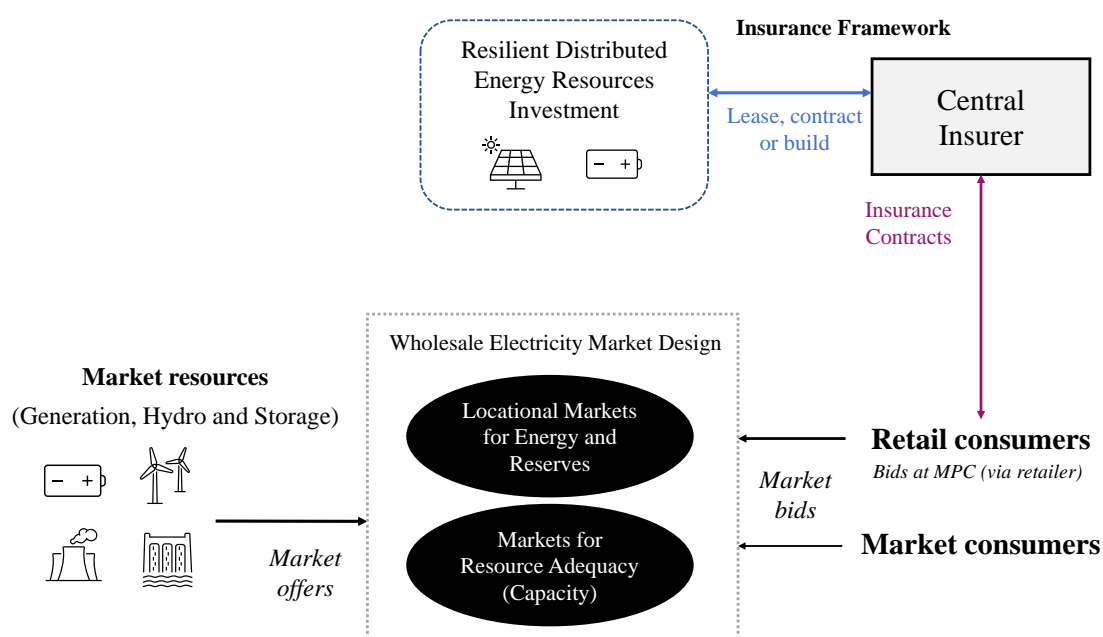 Insurance Framework
Resilient Distributed
Energy Resources
Investment
Lease, contract
or build
Central
Insurer
Insurance
Contracts
Wholesale Electricity Market Design
Market resources
(Generation, Hydro and Storage)
Locational Markets
for Energy and
Reserves
Markets for
Resource Adequacy
(Capacity)
Market
offers
Market
bids
Retail consumers
Bids at MPC (via retailer)
Market consumers